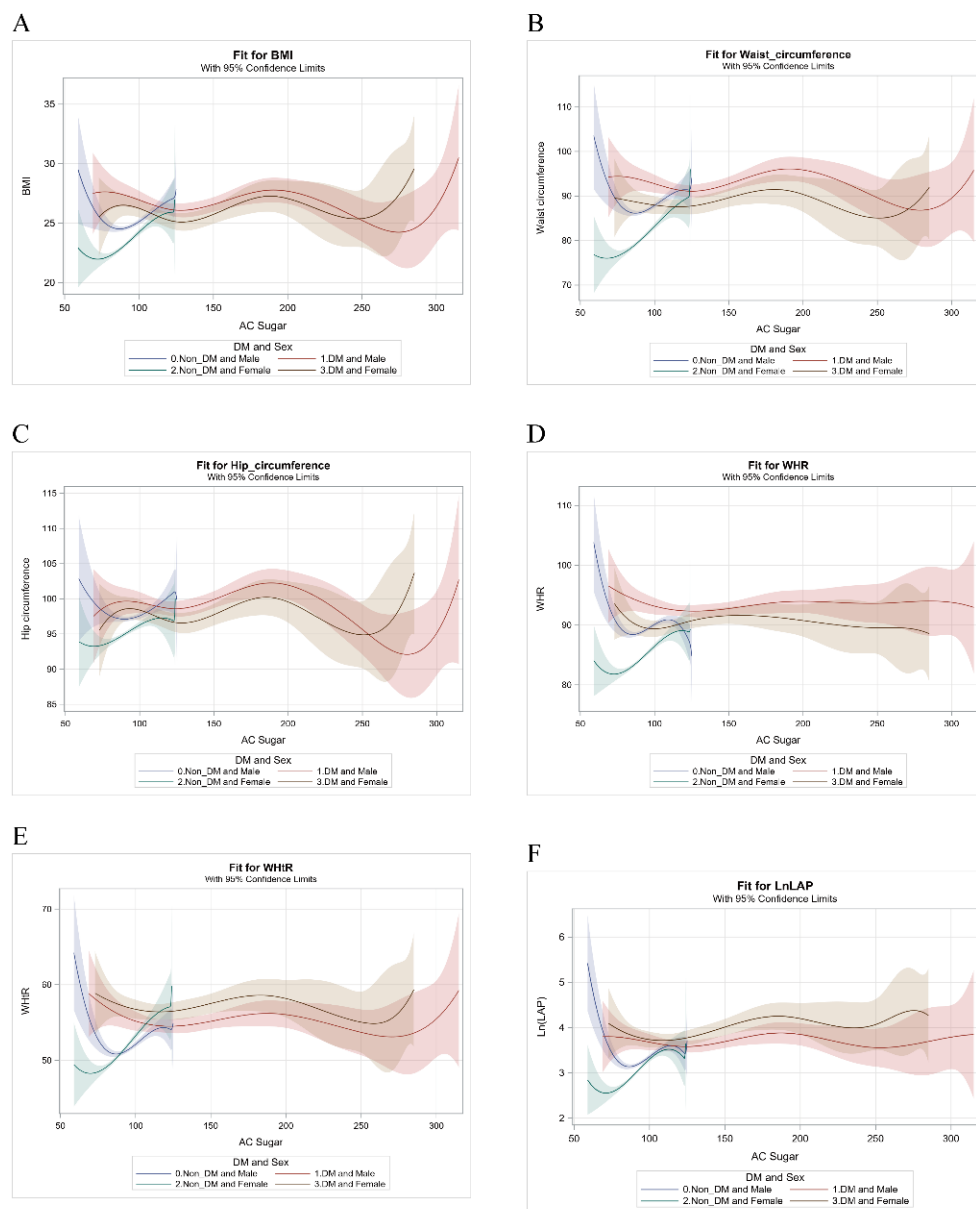 A
Fit for BMI
With 95% Confidence Limits
35
30
25
20
BMI
50 100 150 200 250 300
AC Sugar
DM and Sex
0.Non_DM and Male 1.DM and Male
2.Non_DM and Female 3.DM and Female
B
Fit for Waist_circumference
With 95% Confidence Limits
110
100
90
80
70
Waist circumference
50 100 150 200 250 300
AC Sugar
DM and Sex
0.Non_DM and Male 1.DM and Male
2.Non_DM and Female 3.DM and Female
C
Fit for Hip_circumference
With 95% Confidence Limits
115
110
105
100
95
90
85
Hip circumference
50 100 150 200 250 300
AC Sugar
DM and Sex
0.Non_DM and Male 1.DM and Male
2.Non_DM and Female 3.DM and Female
D
Fit for WHR
With 95% Confidence Limits
110
100
90
80
WHR
50 100 150 200 250 300
AC Sugar
DM and Sex
0.Non_DM and Male 1.DM and Male
2.Non_DM and Female 3.DM and Female
E
Fit for WHtR
With 95% Confidence Limits
70
60
50
WHtR
50 100 150 200 250 300
AC Sugar
DM and Sex
0.Non_DM and Male 1.DM and Male
2.Non_DM and Female 3.DM and Female
F
Fit for LnLAP
With 95% Confidence Limits
6
5
4
3
2
Ln(LAP)
50 100 150 200 250 300
AC Sugar
DM and Sex
0.Non_DM and Male 1.DM and Male
2.Non_DM and Female 3.DM and Female